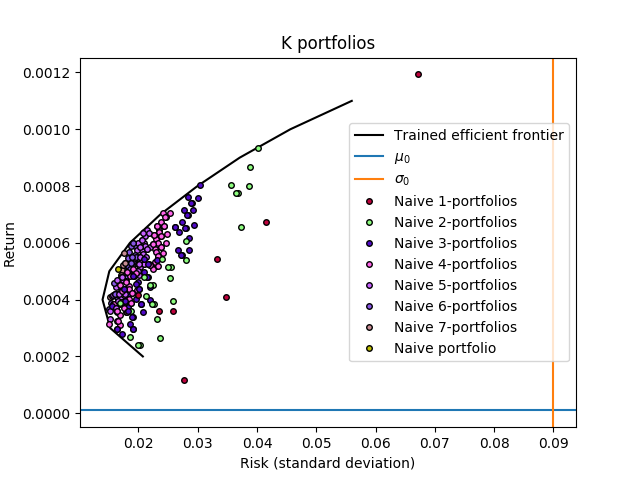 K portfolios
Return
0.0012
0.0010
0.0008
0.0006
0.0004
0.0002
0.0000
Trained efficient frontier
μ₀
σ₀
Naive 1-portfolios
Naive 2-portfolios
Naive 3-portfolios
Naive 4-portfolios
Naive 5-portfolios
Naive 6-portfolios
Naive 7-portfolios
Naive portfolio
0.02 0.03 0.04 0.05 0.06 0.07 0.08 0.09
Risk (standard deviation)